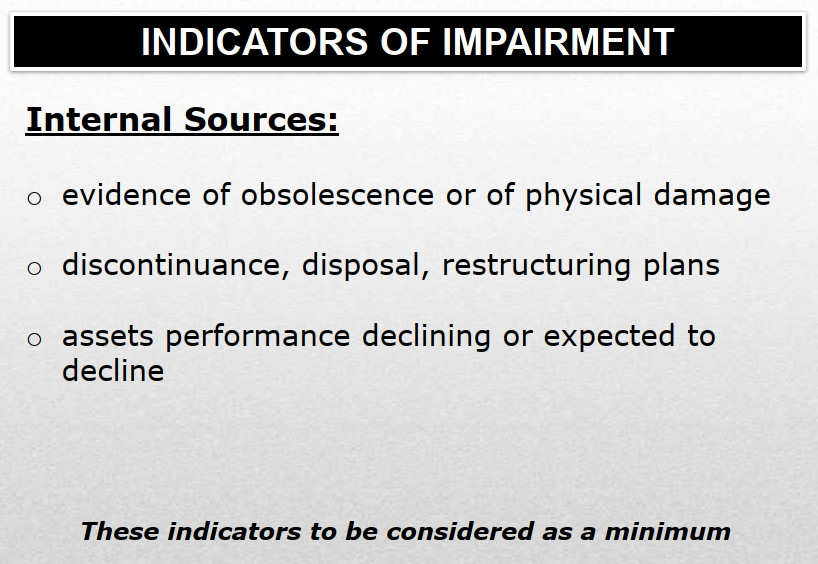 INDICATORS OF IMPAIRMENT
Internal Sources:
o evidence of obsolescence or of physical damage
o discontinuance, disposal, restructuring plans
o assets performance declining or expected to
decline
These indicators to be considered as a minimum